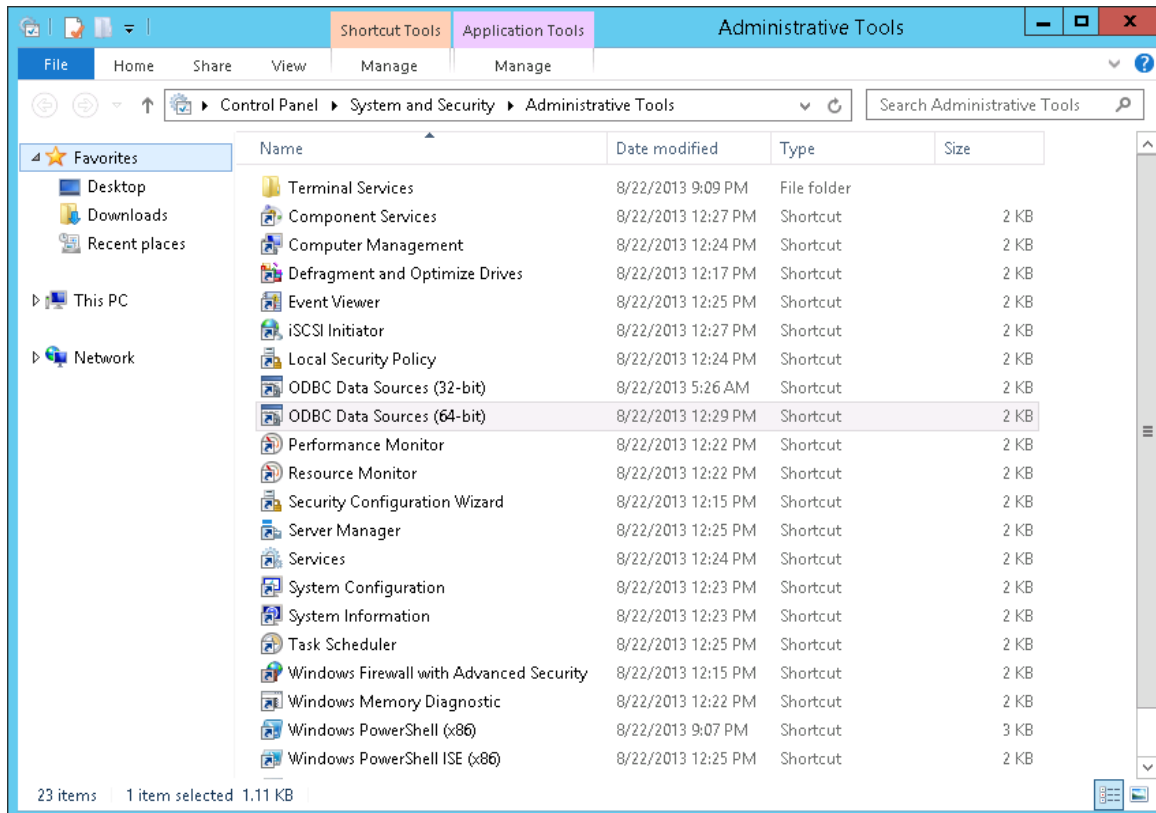 Shortcut Tools Application Tools Administrative Tools
File Home Share View Manage Manage
Control Panel System and Security Administrative Tools Search Administrative Tools
Name Date modified Type Size
Favorites
Desktop
Downloads
Recent places
This PC
Network
Terminal Services 8/22/2013 9:09 PM File folder
Component Services 8/22/2013 12:27 PM Shortcut 2 KB
Computer Management 8/22/2013 12:24 PM Shortcut 2 KB
Defragment and Optimize Drives 8/22/2013 12:17 PM Shortcut 2 KB
Event Viewer 8/22/2013 12:25 PM Shortcut 2 KB
iSCSI Initiator 8/22/2013 12:27 PM Shortcut 2 KB
Local Security Policy 8/22/2013 12:24 PM Shortcut 2 KB
ODBC Data Sources (32-bit) 8/22/2013 5:26 AM Shortcut 2 KB
ODBC Data Sources (64-bit) 8/22/2013 12:29 PM Shortcut 2 KB
Performance Monitor 8/22/2013 12:22 PM Shortcut 2 KB
Resource Monitor 8/22/2013 12:22 PM Shortcut 2 KB
Security Configuration Wizard 8/22/2013 12:15 PM Shortcut 2 KB
Server Manager 8/22/2013 12:25 PM Shortcut 2 KB
Services 8/22/2013 12:24 PM Shortcut 2 KB
System Configuration 8/22/2013 12:23 PM Shortcut 2 KB
System Information 8/22/2013 12:23 PM Shortcut 2 KB
Task Scheduler 8/22/2013 12:25 PM Shortcut 2 KB
Windows Firewall with Advanced Security 8/22/2013 12:15 PM Shortcut 2 KB
Windows Memory Diagnostic 8/22/2013 12:22 PM Shortcut 2 KB
Windows PowerShell (x86) 8/22/2013 9:07 PM Shortcut 3 KB
Windows PowerShell ISE (x86) 8/22/2013 12:25 PM Shortcut 2 KB
23 items 1 item selected 1.11 KB